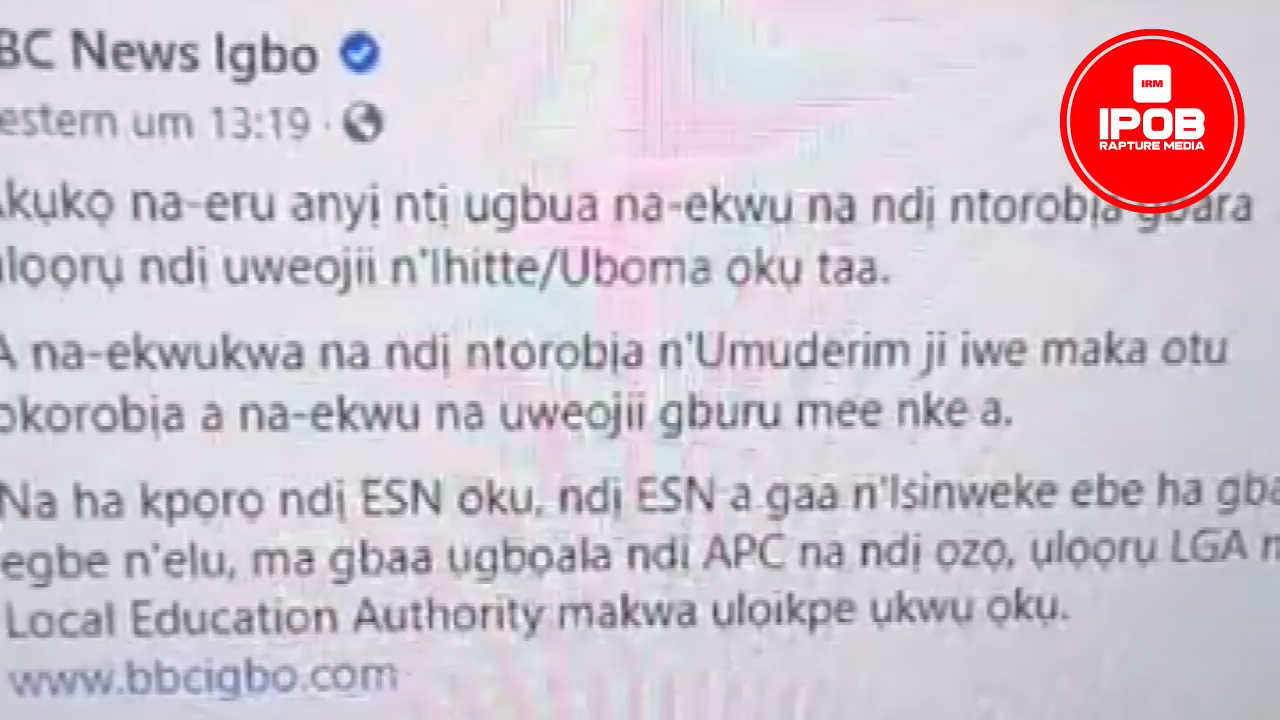 BC News Igbo
estern um 13:19 ·
IRM
IPOB
RAPTURE MEDIA
kụkọ na-eru anyị ntị ugbua na-ekwu na ndị ntorobịa gbara
ulọọrụ ndị uweojii n'Ihitte/Uboma ọkụ taa.
A na-ekwukwa na ndị ntorobịa n'Umuderim ji iwe maka otu
okorobịa a na-ekwu na uweojii gburu mee nke a.
Na ha kpọrọ ndị ESN oku, ndị ESN a gaa n'Isinweke ebe ha gba
egbe n'elu, ma gbaa ugbọala ndi APC na ndị ọzọ, ụlọọrụ LGA n
Local Education Authority makwa ulọikpe ukwu ọkụ.
www.bbcigbo.com